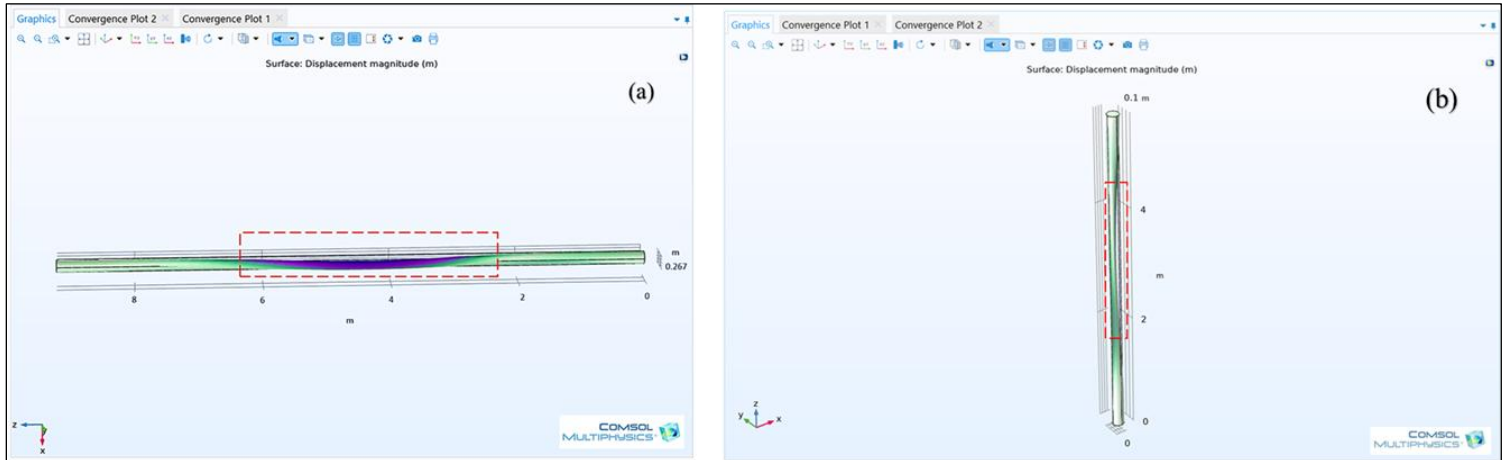 Graphics Convergence Plot 2 Convergence Plot 1
Surface: Displacement magnitude (m)
(a)
m
0.267
8 6 4 2 0
m
z
y
x
COMSOL
MULTIPHYSICS
Graphics Convergence Plot 1 Convergence Plot 2
Surface: Displacement magnitude (m)
(b)
0.1 m
4
m
2
0
0
z
y x
COMSOL
MULTIPHYSICS